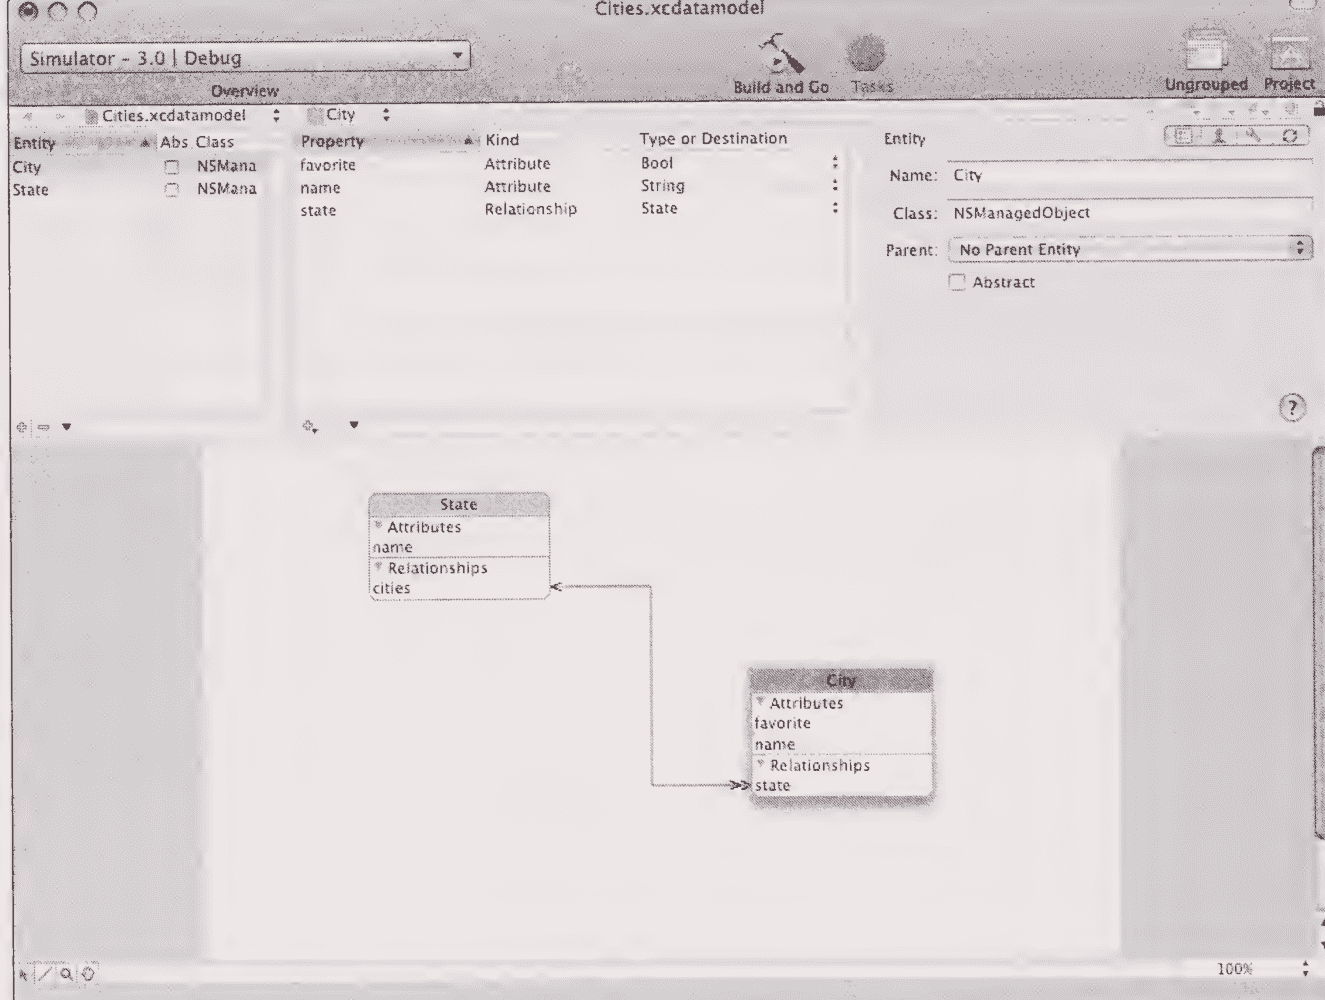 Cities.xcdatamodel
Simulator - 3.0 | Debug
Overview
Build and Go
Tasks
Ungrouped
Project
Cities.xcdatamodel
City
Entity
Abs
Class
City
NSMana
State
NSMana
Property
Kind
Type or Destination
favorite
Attribute
Bool
name
Attribute
String
state
Relationship
State
Entity
Name: City
Class: NSManagedObject
Parent: No Parent Entity
Abstract
?
State
Attributes
name
Relationships
cities
City
Attributes
favorite
name
Relationships
state
100%